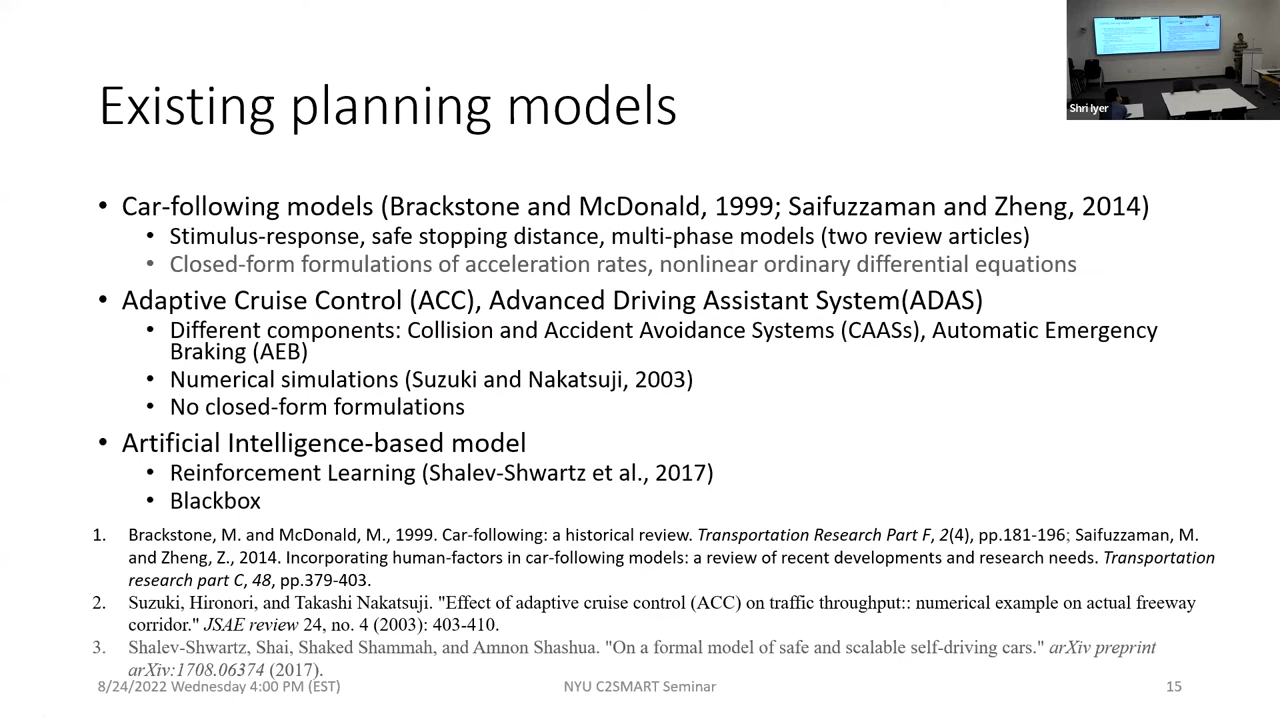 Existing planning models
Shri Iyer
• Car-following models (Brackstone and McDonald, 1999; Saifuzzaman and Zheng, 2014)
• Stimulus-response, safe stopping distance, multi-phase models (two review articles)
• Closed-form formulations of acceleration rates, nonlinear ordinary differential equations
• Adaptive Cruise Control (ACC), Advanced Driving Assistant System(ADAS)
• Different components: Collision and Accident Avoidance Systems (CAASs), Automatic Emergency
Braking (AEB)
• Numerical simulations (Suzuki and Nakatsuji, 2003)
• No closed-form formulations
• Artificial Intelligence-based model
• Reinforcement Learning (Shalev-Shwartz et al., 2017)
• Blackbox
1. Brackstone, M. and McDonald, M., 1999. Car-following: a historical review. Transportation Research Part F, 2(4), pp.181-196; Saifuzzaman, M.
and Zheng, Z., 2014. Incorporating human-factors in car-following models: a review of recent developments and research needs. Transportation
research part C, 48, pp.379-403.
2. Suzuki, Hironori, and Takashi Nakatsuji. "Effect of adaptive cruise control (ACC) on traffic throughput:: numerical example on actual freeway
corridor." JSAE review 24, no. 4 (2003): 403-410.
3. Shalev-Shwartz, Shai, Shaked Shammah, and Amnon Shashua. "On a formal model of safe and scalable self-driving cars." arXiv preprint
arXiv:1708.06374 (2017).
8/24/2022 Wednesday 4:00 PM (EST)
NYU C2SMART Seminar
15